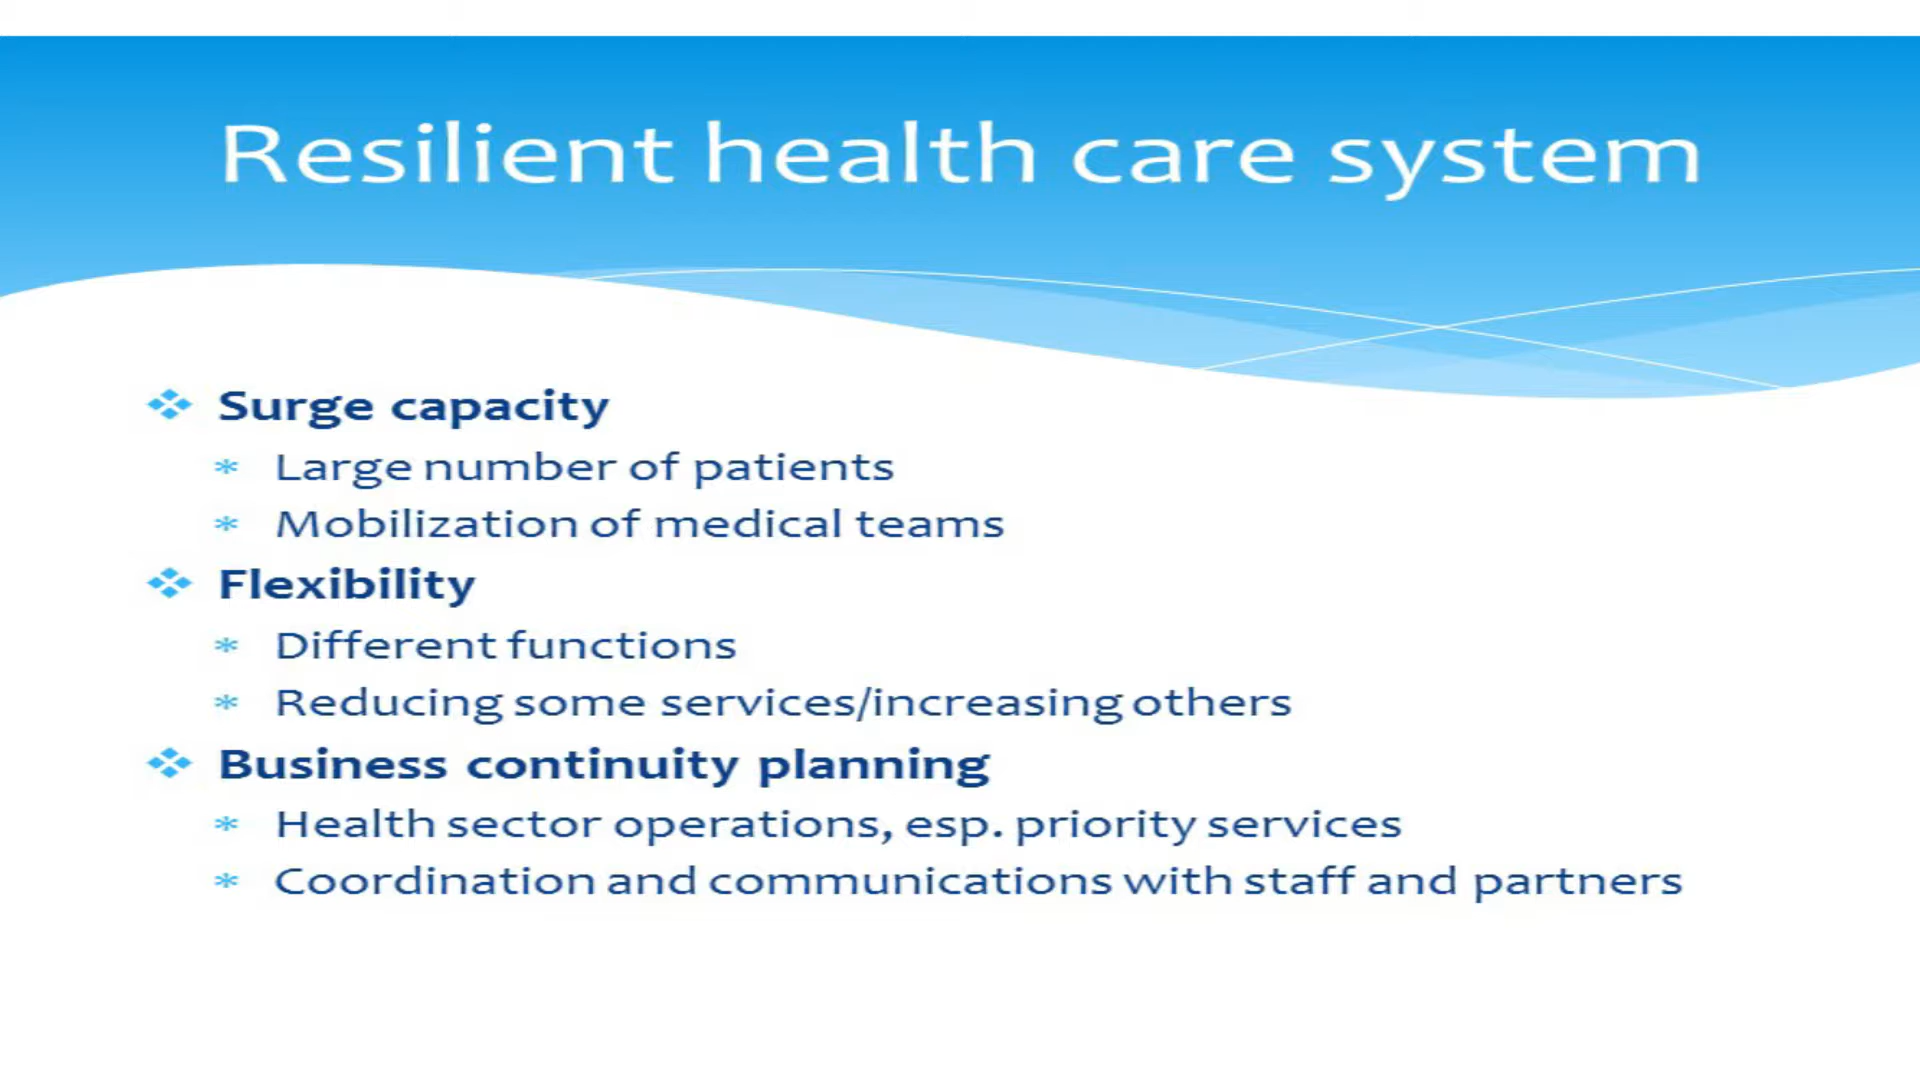 Resilient health care system
Surge capacity
Large number of patients
Mobilization of medical teams
Flexibility
Different functions
Reducing some services/increasing others
Business continuity planning
Health sector operations, esp. priority services
Coordination and communications with staff and partners